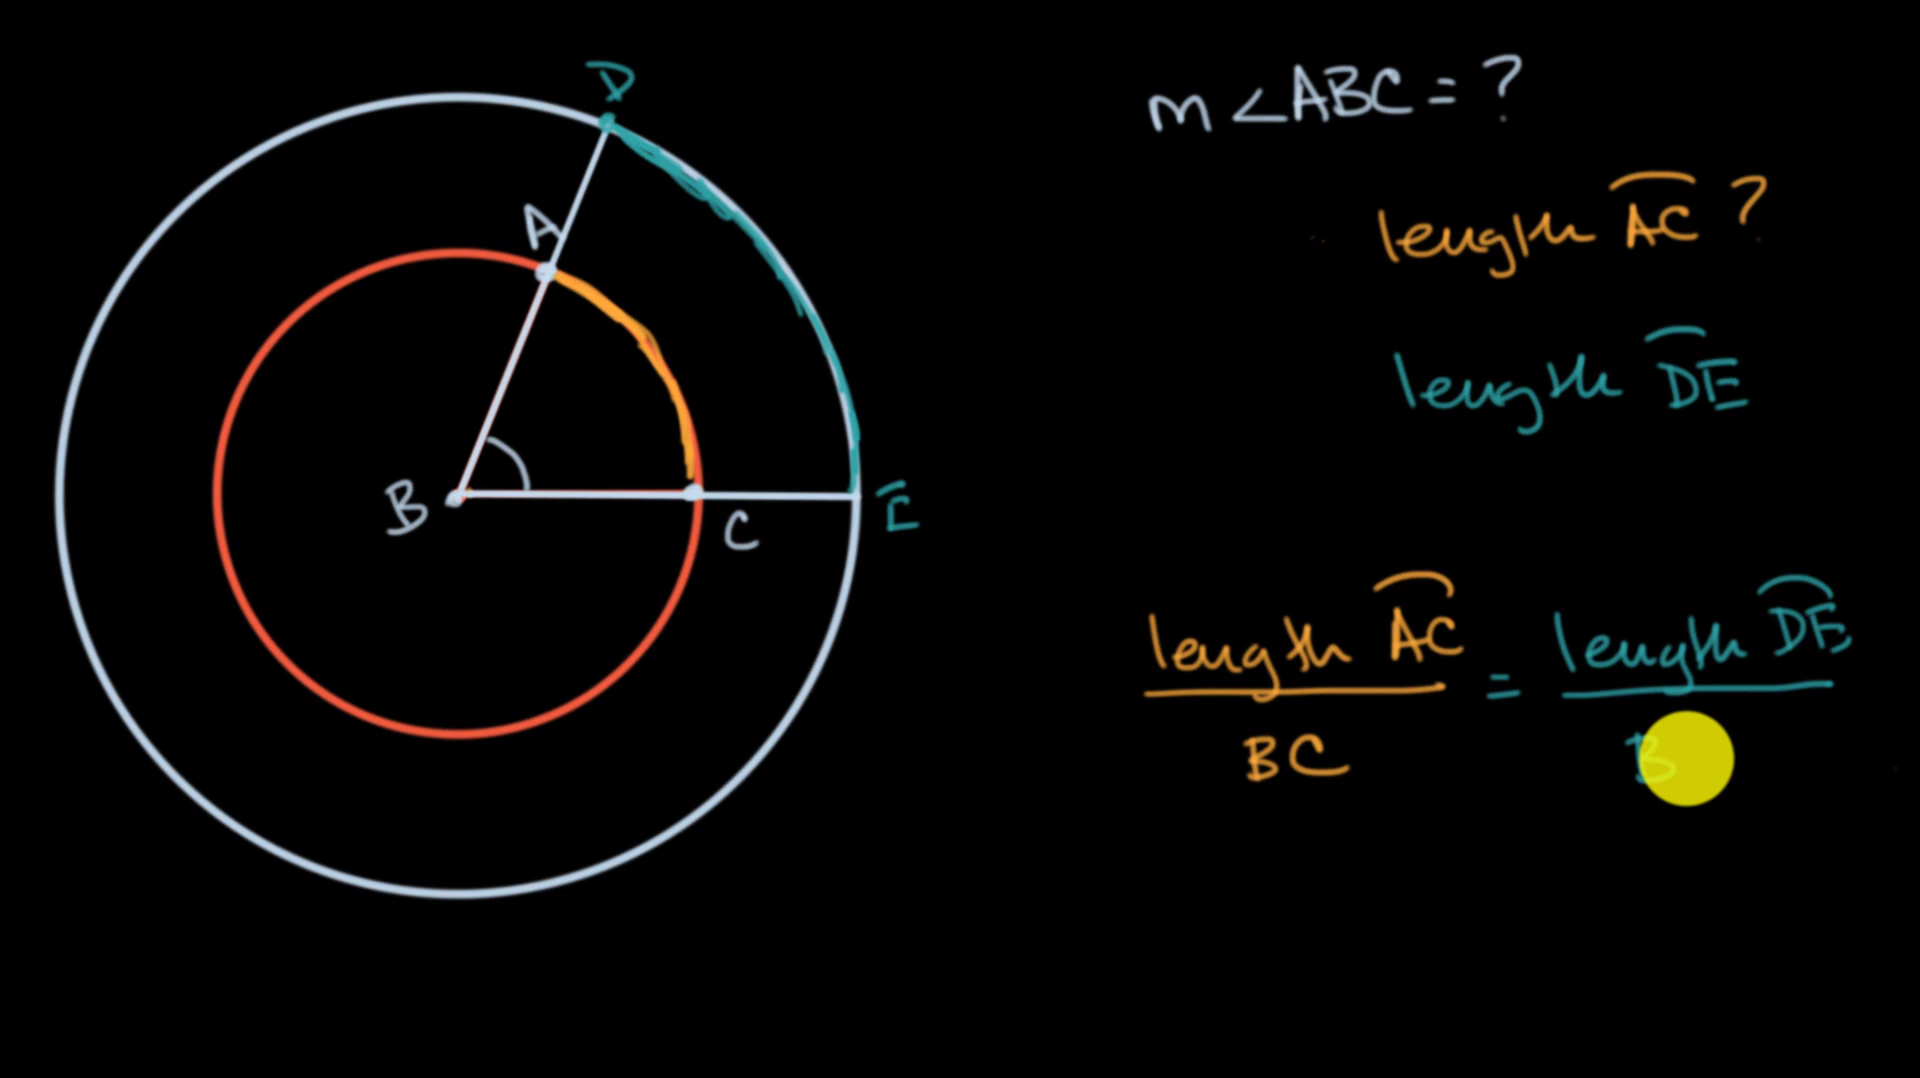 D
m∠ABC = ?
A
length AC ?
length DE
B
C
E
length AC = length DE
BC
B